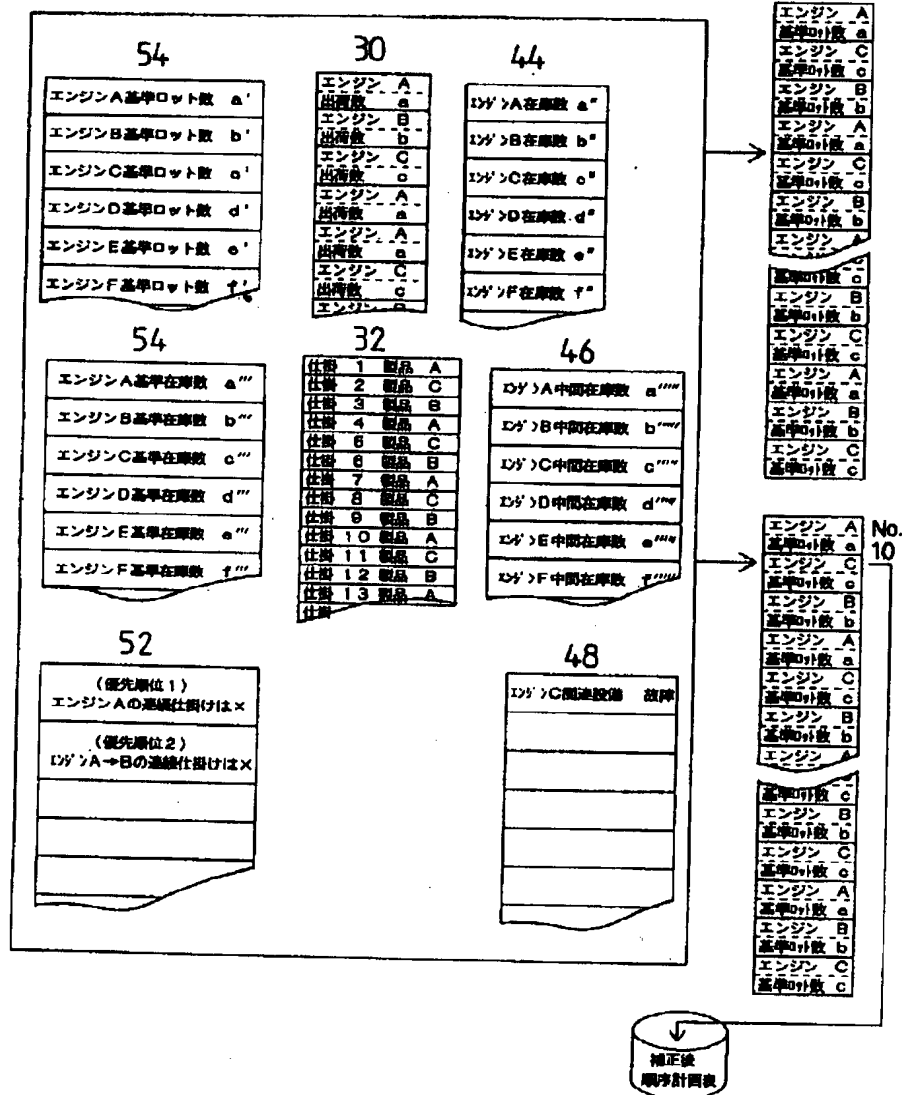 54
エンジンA基準ロット数 a'
エンジンB基準ロット数 b'
エンジンC基準ロット数 c'
エンジンD基準ロット数 d'
エンジンE基準ロット数 e'
エンジンF基準ロット数 f'
30
エンジン A
出荷数 a
エンジン B
出荷数 b
エンジン C
出荷数 c
エンジン A
出荷数 a
エンジン A
出荷数 a
エンジン C
出荷数 c
エンジン B
44
エンジンA在庫数 a"
エンジンB在庫数 b"
エンジンC在庫数 c"
エンジンD在庫数 d"
エンジンE在庫数 e"
エンジンF在庫数 f"
54
エンジンA基準在庫数 a'''
エンジンB基準在庫数 b'''
エンジンC基準在庫数 c'''
エンジンD基準在庫数 d'''
エンジンE基準在庫数 e'''
エンジンF基準在庫数 f'''
32
仕掛 1 製品 A
仕掛 2 製品 C
仕掛 3 製品 B
仕掛 4 製品 A
仕掛 5 製品 C
仕掛 6 製品 B
仕掛 7 製品 A
仕掛 8 製品 C
仕掛 9 製品 B
仕掛 10 製品 A
仕掛 11 製品 C
仕掛 12 製品 B
仕掛 13 製品 A
仕掛
46
エンジンA中間在庫数 a'''''
エンジンB中間在庫数 b'''''
エンジンC中間在庫数 c'''''
エンジンD中間在庫数 d'''''
エンジンE中間在庫数 e'''''
エンジンF中間在庫数 f'''''
52
(優先順位1)
エンジンAの連続仕掛けは×
(優先順位2)
エンジンA→Bの連続仕掛けは×
48
エンジンC関連設備 故障
エンジン A
基準ロット数 a
エンジン C
基準ロット数 c
エンジン B
基準ロット数 b
エンジン A
基準ロット数 a
エンジン C
基準ロット数 c
エンジン B
基準ロット数 b
エンジン A
基準ロット数 c
エンジン B
基準ロット数 b
エンジン C
基準ロット数 c
エンジン A
基準ロット数 a
エンジン B
基準ロット数 b
エンジン C
基準ロット数 c
No.
10
エンジン A
基準ロット数 a
エンジン C
基準ロット数 c
エンジン B
基準ロット数 b
エンジン A
基準ロット数 a
エンジン C
基準ロット数 c
エンジン B
基準ロット数 b
エンジン A
基準ロット数 c
エンジン B
基準ロット数 b
エンジン C
基準ロット数 c
エンジン A
基準ロット数 a
エンジン B
基準ロット数 b
エンジン C
基準ロット数 c
補正後
順序計画表